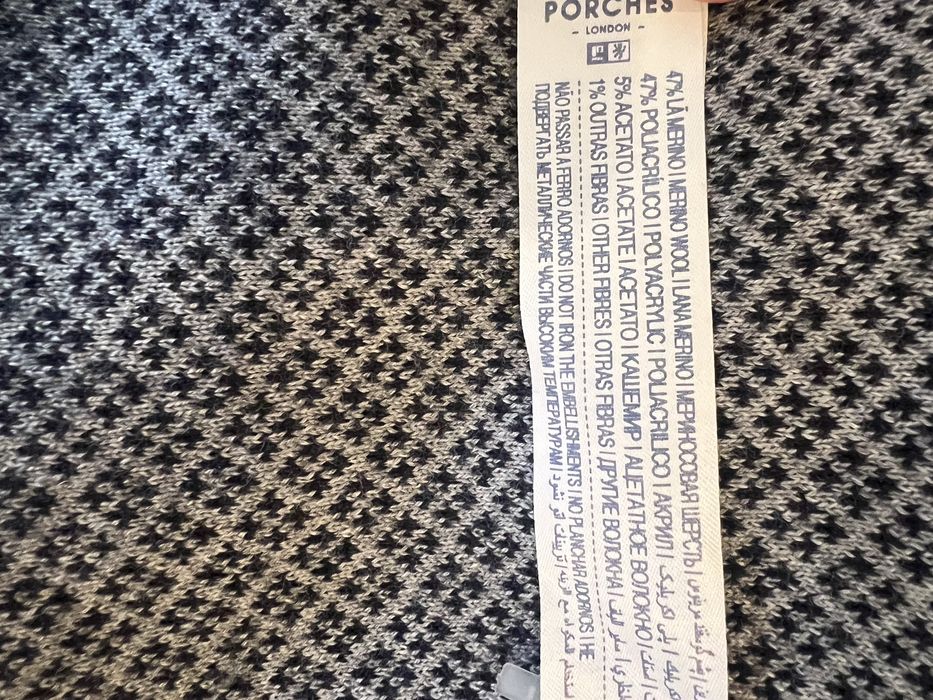 PORCHES
- LONDON -
47% LÃ MERINO | MERINO WOOL | LANA MERINO | МЕРИНОСОВАЯ ШЕРСТЬ |
47% POLIACRÍLICO | POLYACRYLIC | POLIACRILICO | АКРИЛ |
5% ACETATO | ACETATE | ACETATO | КАШЕМИР | АЦЕТАТНОЕ ВОЛОКНО |
1% OUTRAS FIBRAS | OTHER FIBRES | OTRAS FIBRAS | ДРУГИЕ ВОЛОКНА |
NÃO PASSAR A FERRO ADORNOS | DO NOT IRON THE EMBELLISHMENTS | NO PLANCHAR ADORNOS | НЕ
ПОДВЕРГАТЬ МЕТАЛЛИЧЕСКИЕ ЧАСТИ ВЫСОКИМ ТЕМПЕРАТУРАМ |